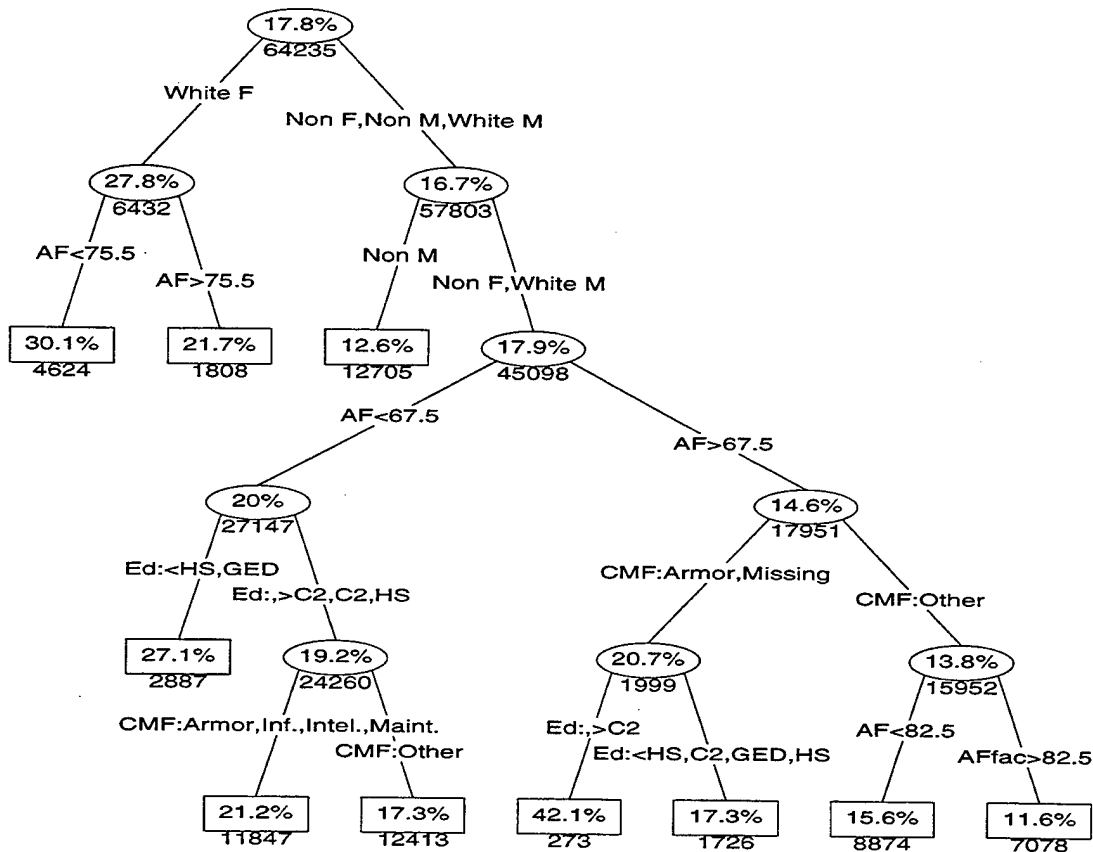 17.8%
64235
White F
Non F,Non M,White M
27.8%
6432
16.7%
57803
AF<75.5
AF>75.5
Non M
Non F,White M
30.1%
4624
21.7%
1808
12.6%
12705
17.9%
45098
AF<67.5
AF>67.5
20%
27147
14.6%
17951
Ed:<HS,GED
Ed:,>C2,C2,HS
CMF:Armor,Missing
CMF:Other
27.1%
2887
19.2%
24260
20.7%
1999
13.8%
15952
CMF:Armor,Inf.,Intel.,Maint.
CMF:Other
Ed:,>C2
Ed:<HS,C2,GED,HS
AF<82.5
AFfac>82.5
21.2%
11847
17.3%
12413
42.1%
273
17.3%
1726
15.6%
8874
11.6%
7078